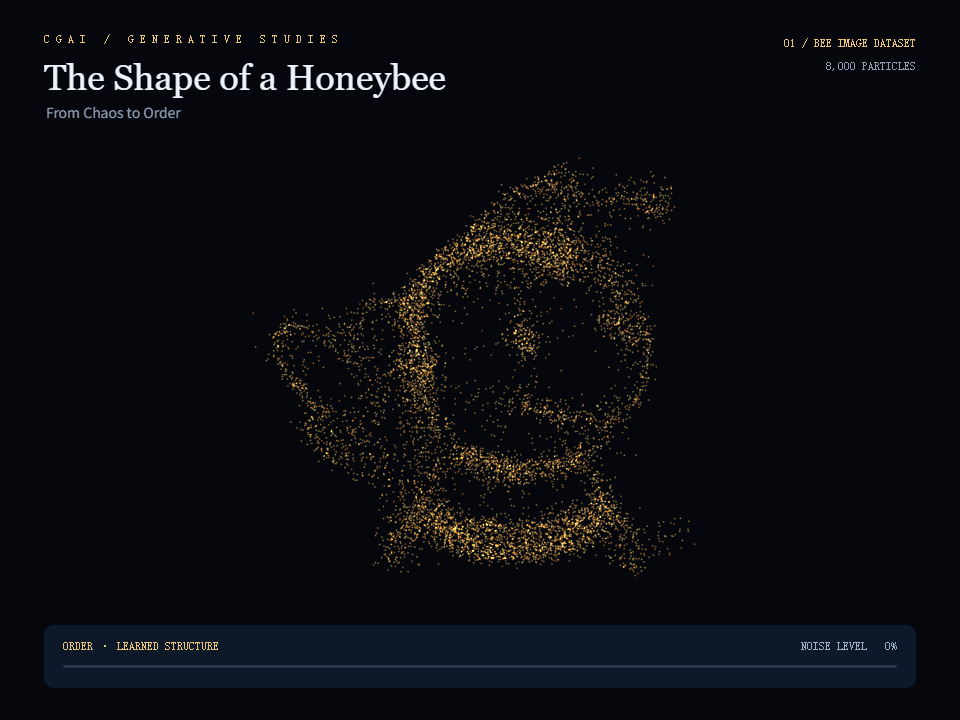 CGAI / GENERATIVE STUDIES
01 / BEE IMAGE DATASET
The Shape of a Honeybee
8,000 PARTICLES
From Chaos to Order
ORDER · LEARNED STRUCTURE
NOISE LEVEL 0%